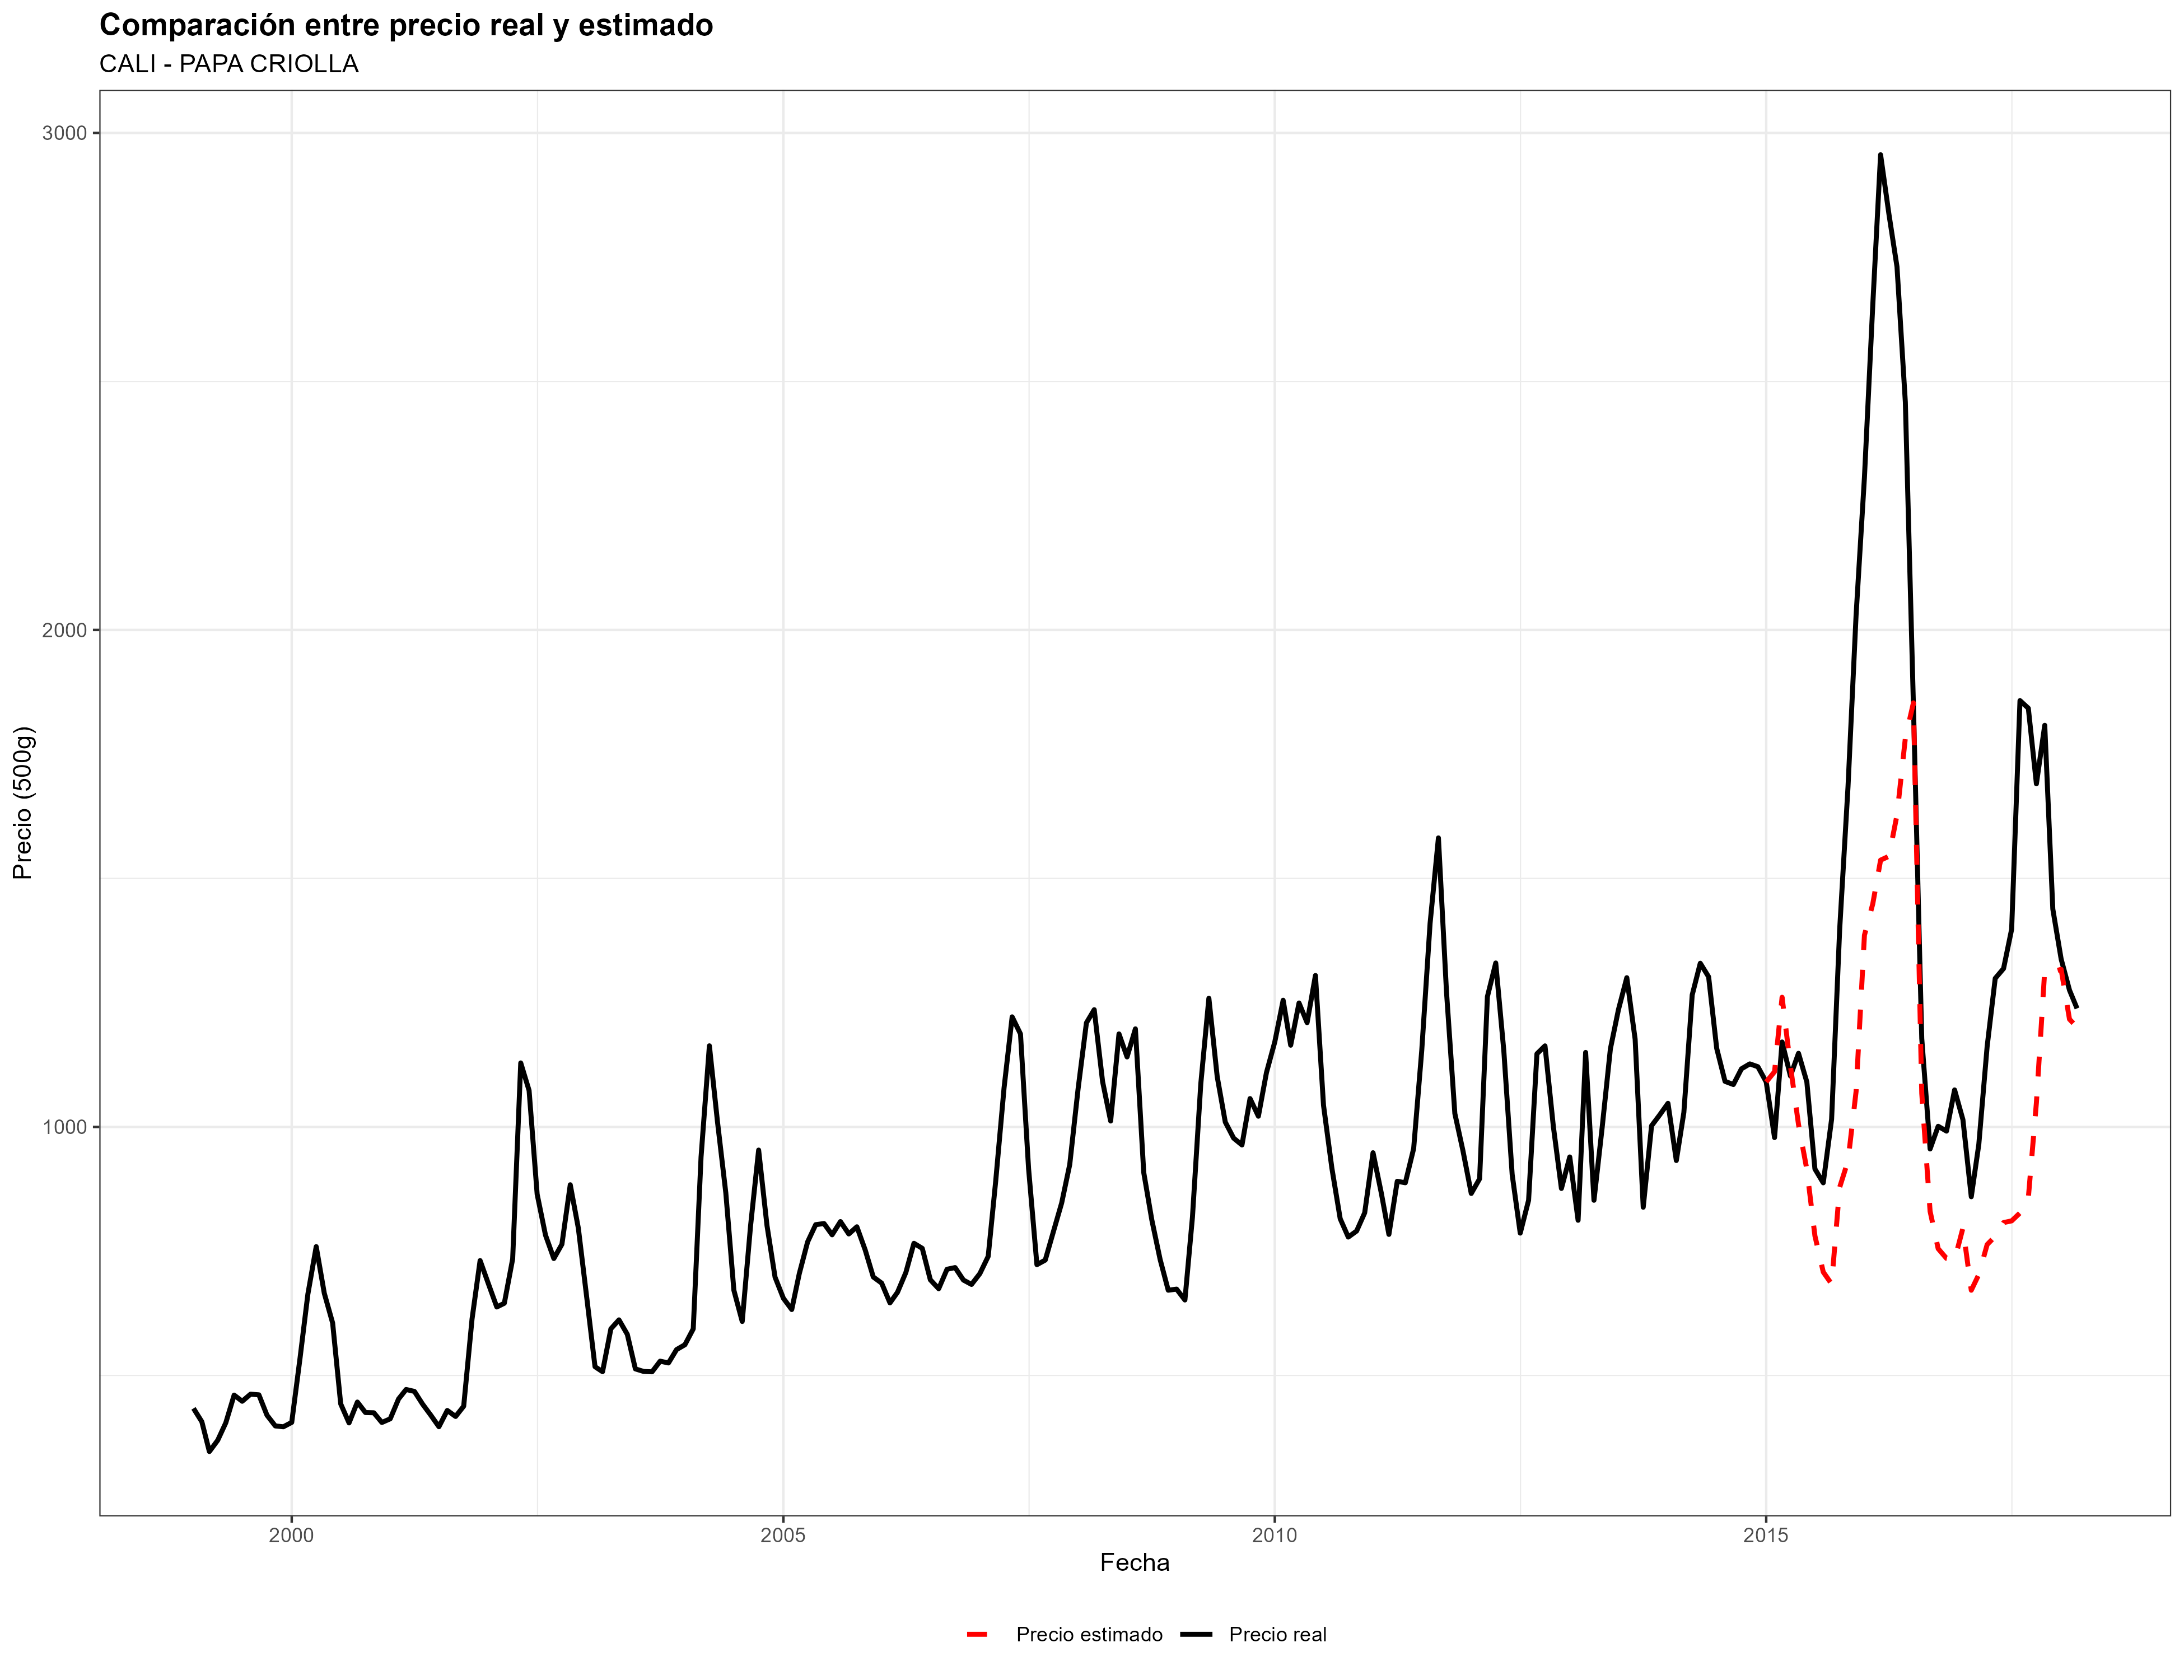 Comparación entre precio real y estimado
CALI - PAPA CRIOLLA
Precio (500g)
3000
2000
1000
2000 2005 2010 2015
Fecha
Precio estimado Precio real